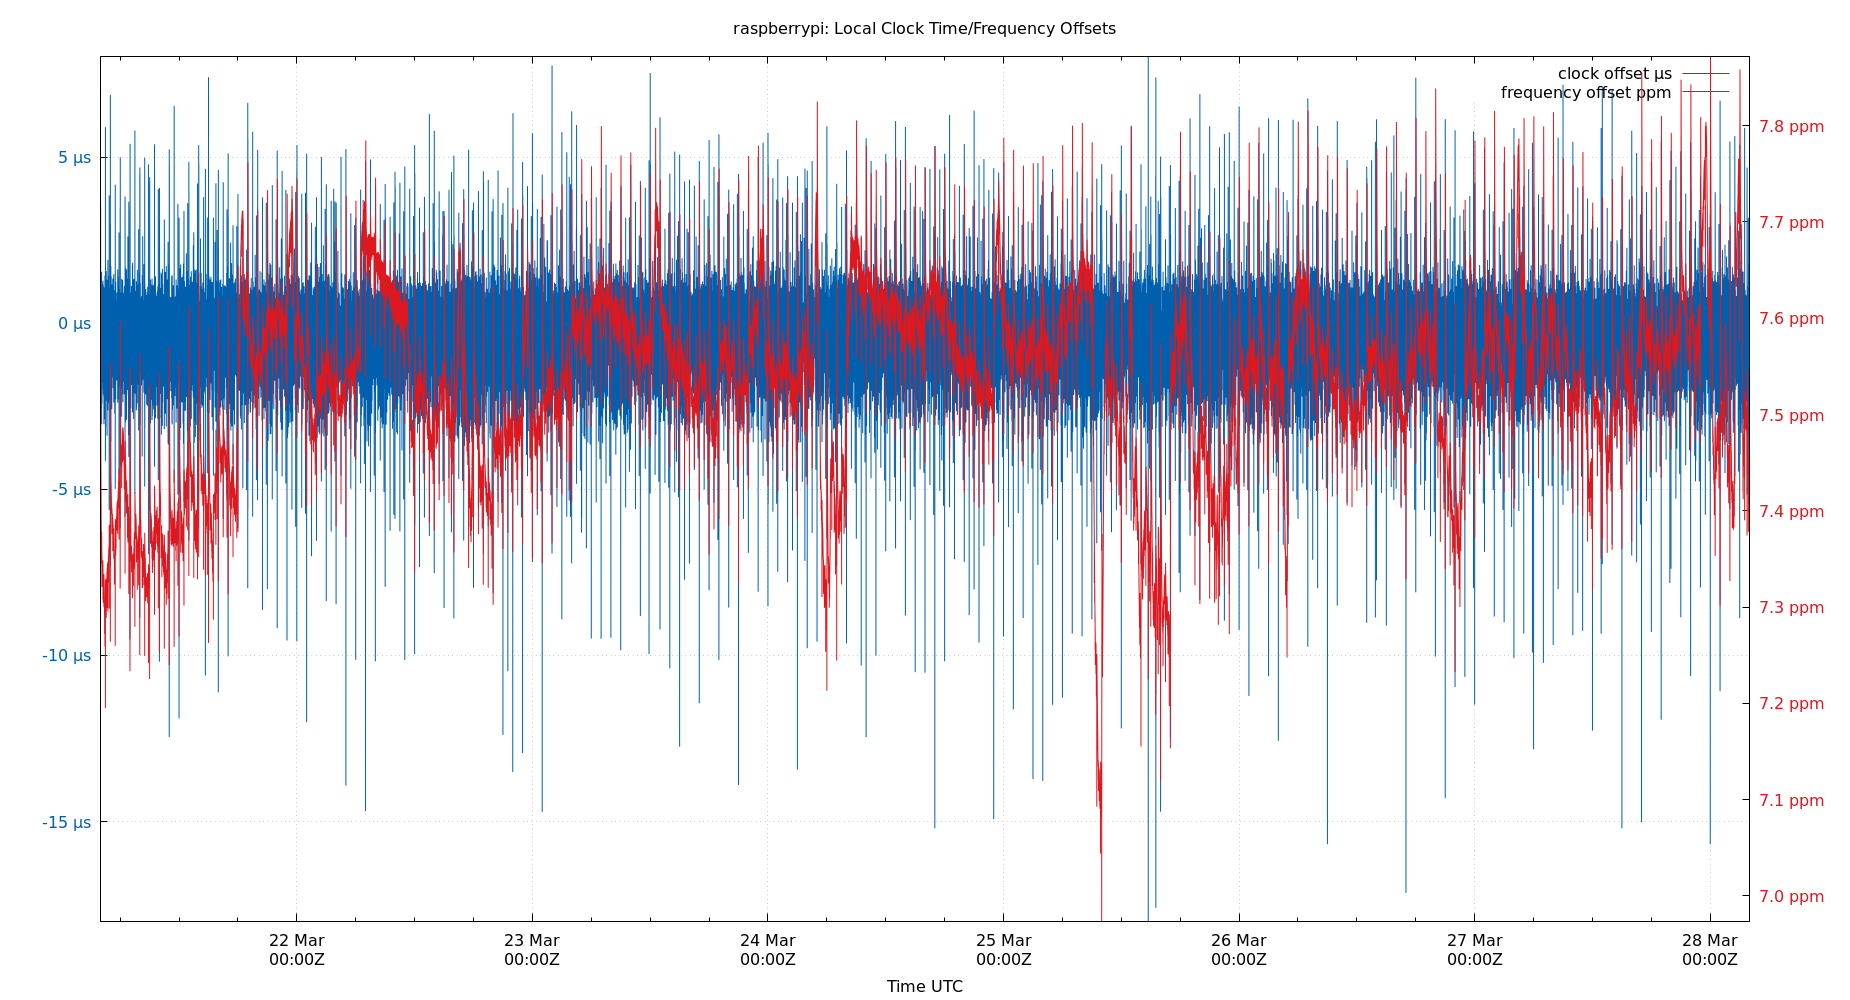 raspberrypi: Local Clock Time/Frequency Offsets
clock offset µs
frequency offset ppm
5 µs
0 µs
-5 µs
-10 µs
-15 µs
7.8 ppm
7.7 ppm
7.6 ppm
7.5 ppm
7.4 ppm
7.3 ppm
7.2 ppm
7.1 ppm
7.0 ppm
22 Mar
00:00Z
23 Mar
00:00Z
24 Mar
00:00Z
25 Mar
00:00Z
26 Mar
00:00Z
27 Mar
00:00Z
28 Mar
00:00Z
Time UTC